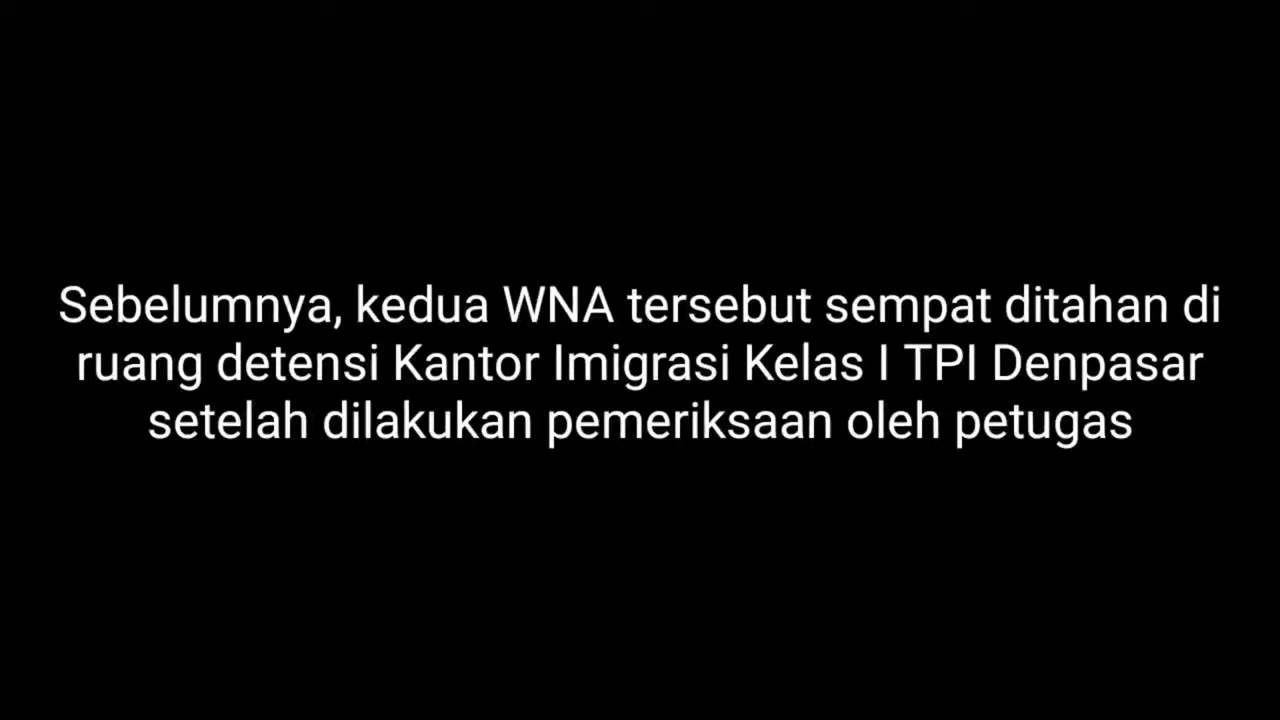 Sebelumnya, kedua WNA tersebut sempat ditahan di
ruang detensi Kantor Imigrasi Kelas I TPI Denpasar
setelah dilakukan pemeriksaan oleh petugas